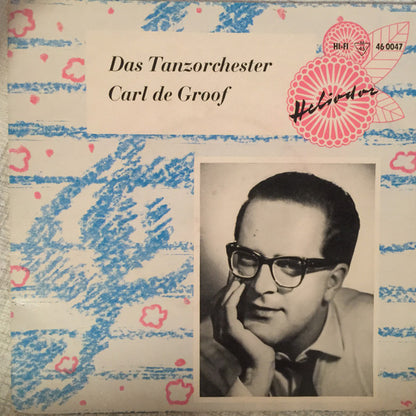 HI-FI 46 0047
Das Tanzorchester
Carl de Groof
Heliodor